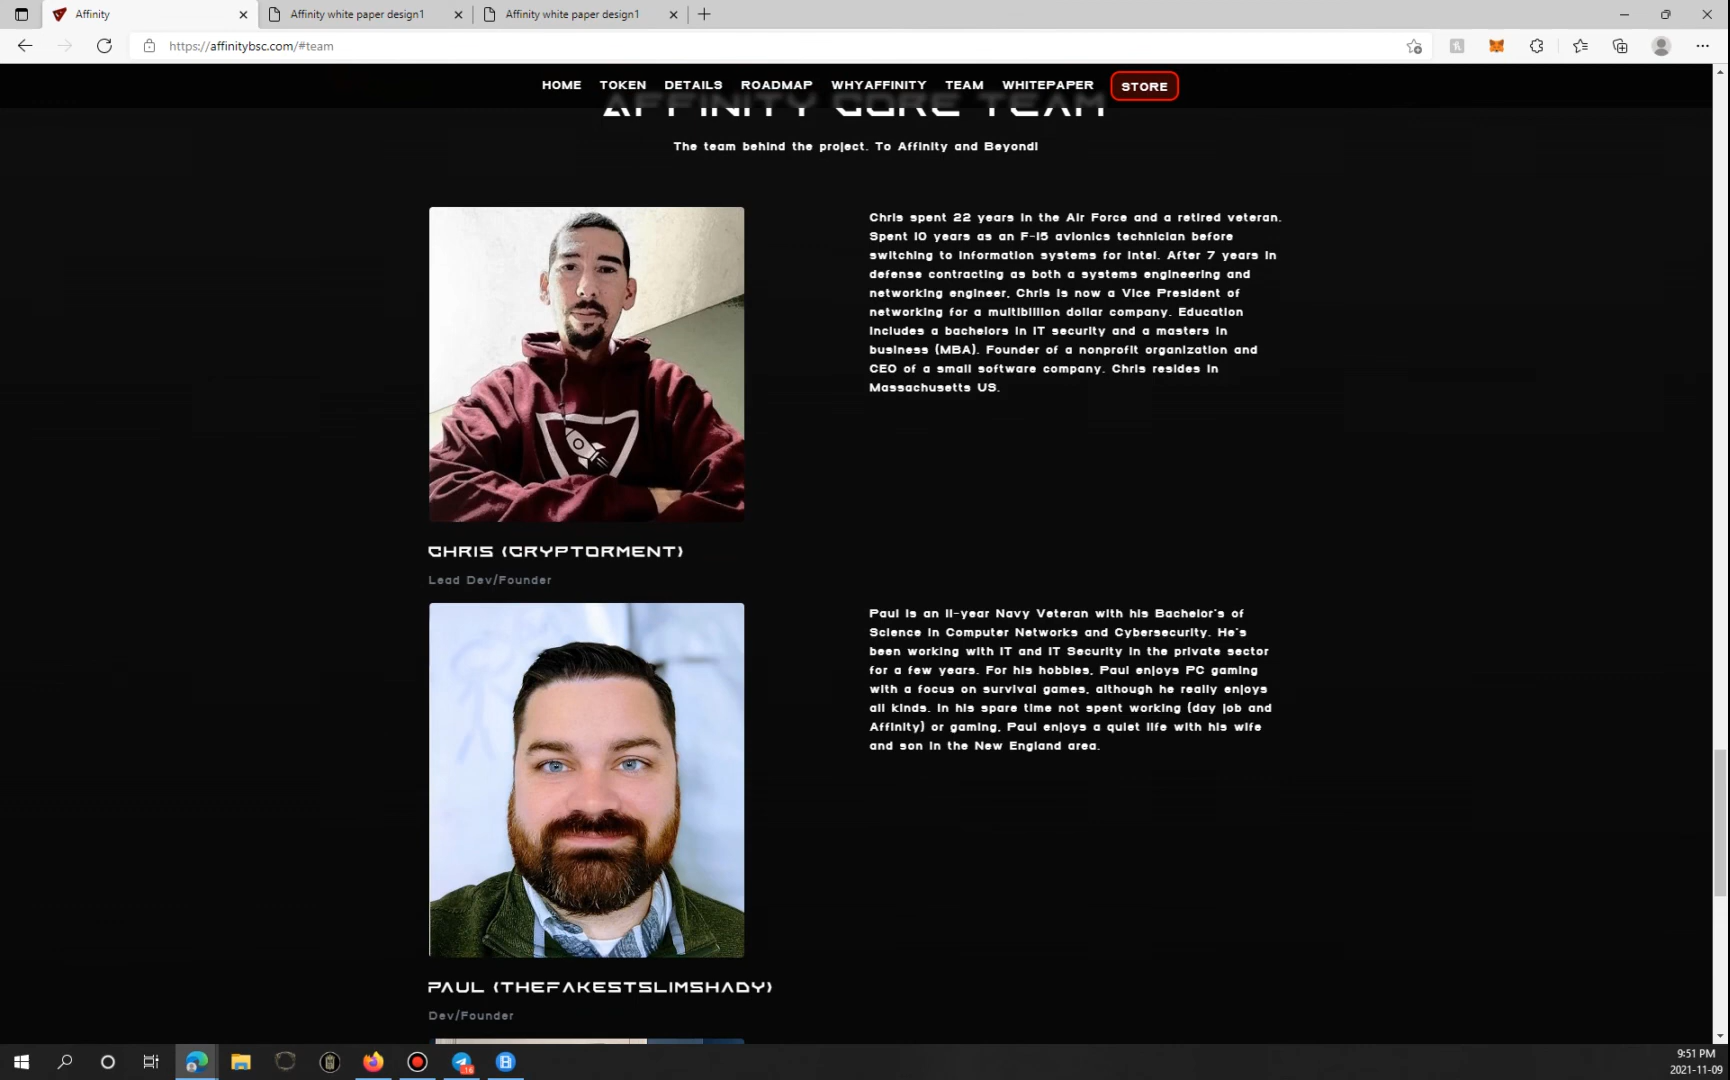 Affinity
Affinity white paper design1
Affinity white paper design1
https://affinitybsc.com/#team
HOME TOKEN DETAILS ROADMAP WHYAFFINITY TEAM WHITEPAPER STORE
AFFINITY CORE TEAM
The team behind the project. To Affinity and Beyond!
Chris spent 22 years in the Air Force and a retired veteran.
Spent 10 years as an F-15 avionics technician before
switching to information systems for intel. After 7 years in
defense contracting as both a systems engineering and
networking engineer, Chris is now a Vice President of
networking for a multibillion dollar company. Education
includes a bachelors in IT security and a masters in
business (MBA). Founder of a nonprofit organization and
CEO of a small software company. Chris resides in
Massachusetts US.
CHRIS (CRYPTORMENT)
Lead Dev/Founder
Paul is an 11-year Navy Veteran with his Bachelor's of
Science in Computer Networks and Cybersecurity. He's
been working with IT and IT Security in the private sector
for a few years. For his hobbies, Paul enjoys PC gaming
with a focus on survival games, although he really enjoys
all kinds. In his spare time not spent working (day job and
Affinity) or gaming, Paul enjoys a quiet life with his wife
and son in the New England area.
PAUL (THEFAKESTSLIMSHADY)
Dev/Founder
16
9:51 PM
2021-11-09